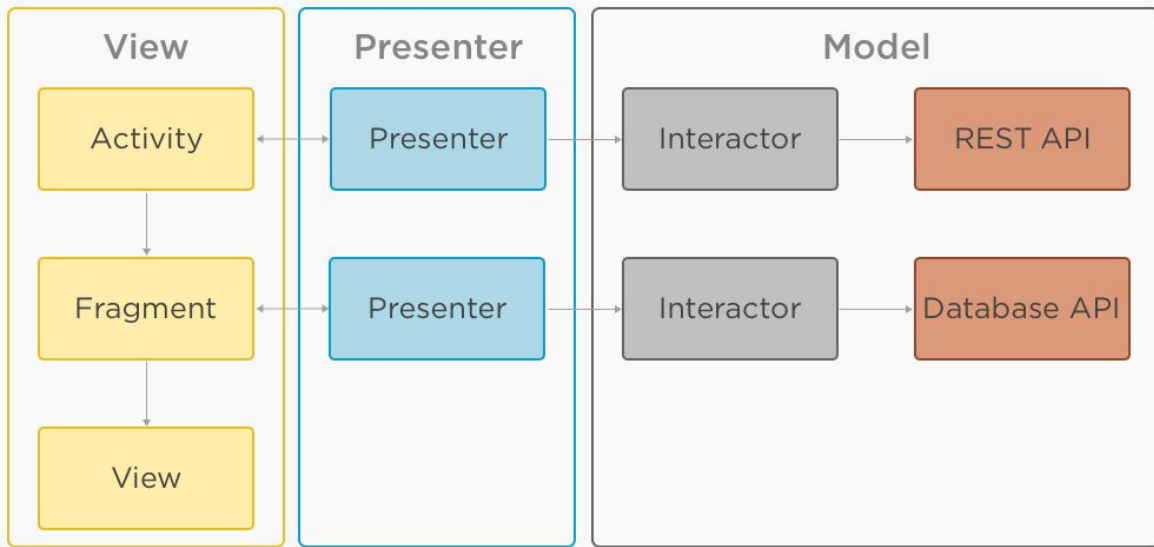 View
Presenter
Model
Activity
Presenter
Interactor
REST API
Fragment
Presenter
Interactor
Database API
View